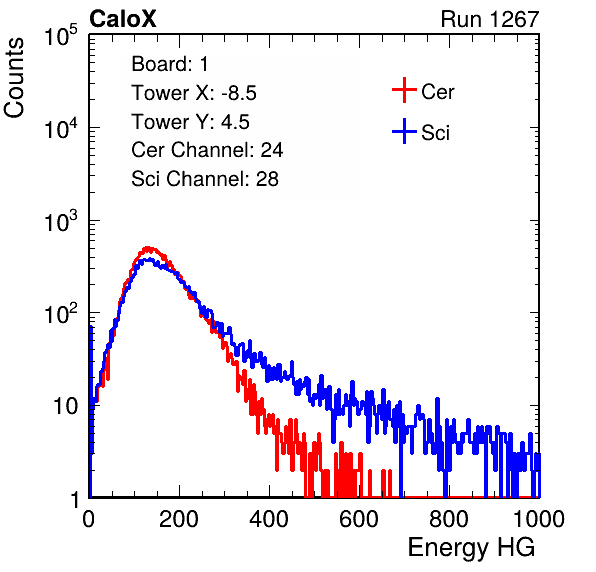 CaloX Run 1267
Counts
Board: 1
Tower X: -8.5
Tower Y: 4.5
Cer Channel: 24
Sci Channel: 28
Cer
Sci
10^5
10^4
10^3
10^2
10
1
0 200 400 600 800 1000
Energy HG